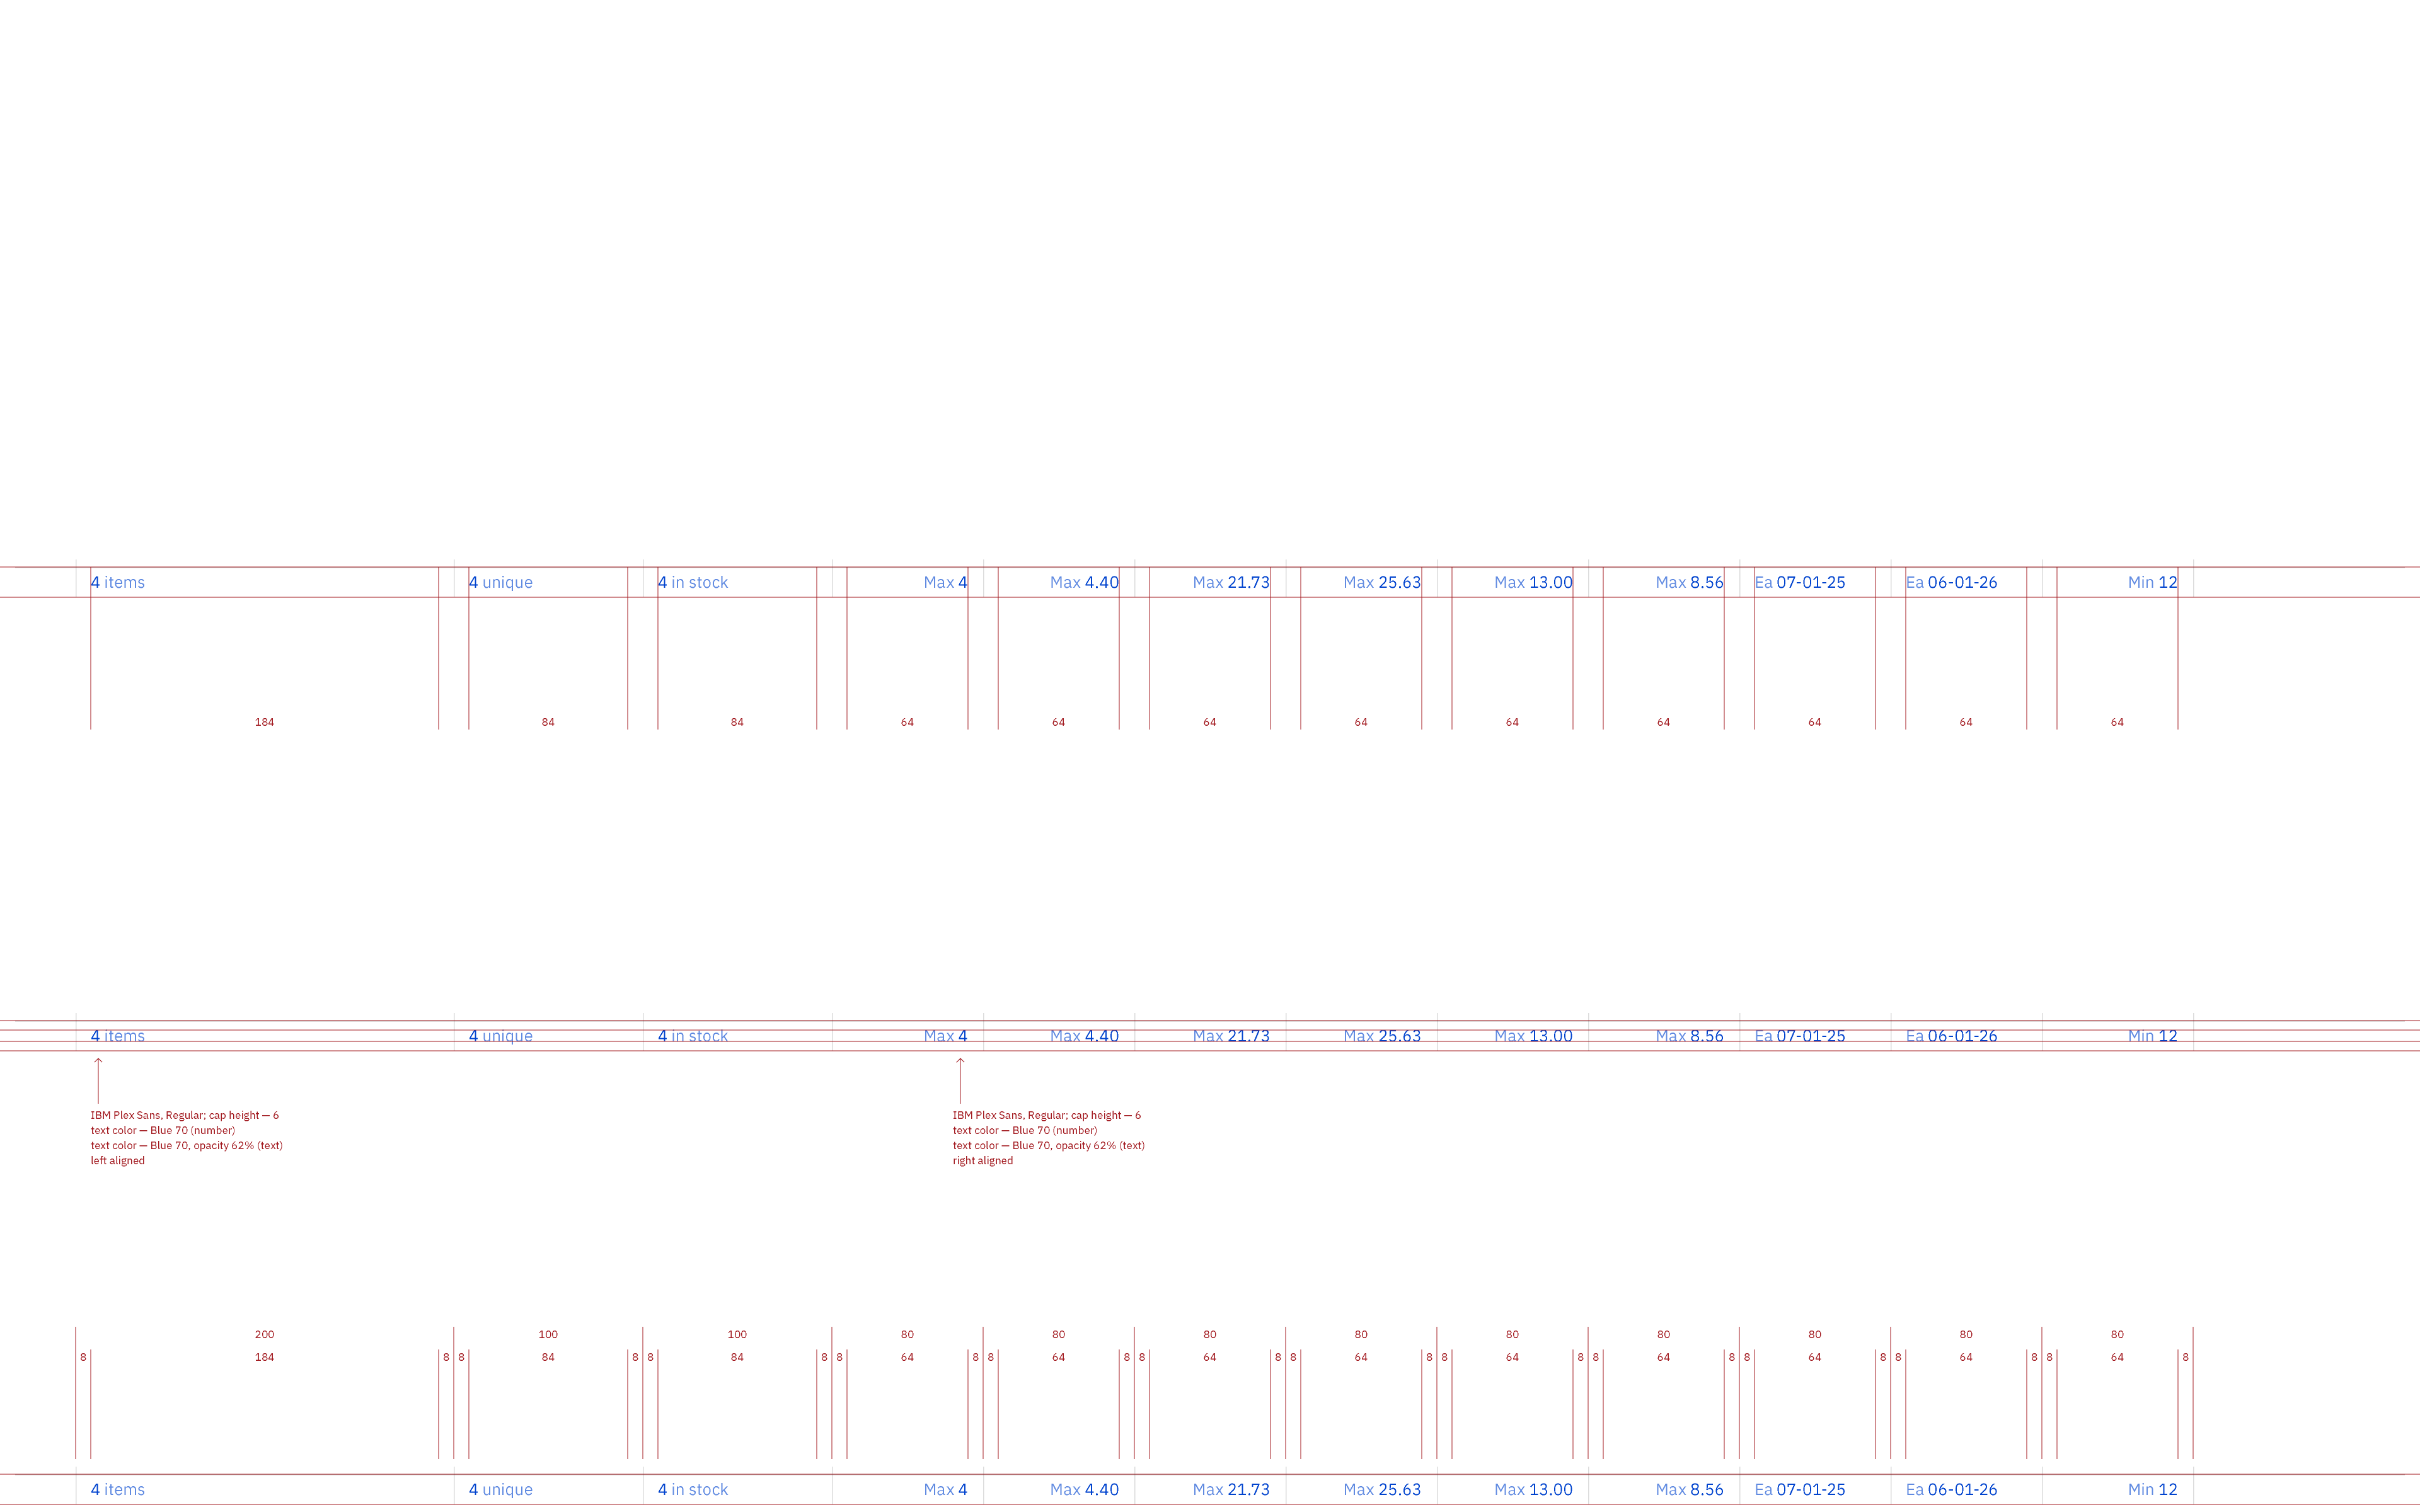 4 items 4 unique 4 in stock Max 4 Max 4.40 Max 21.73 Max 25.63 Max 13.00 Max 8.56 Ea 07-01-25 Ea 06-01-26 Min 12
184 84 84 64 64 64 64 64 64 64 64 64
4 items 4 unique 4 in stock Max 4 Max 4.40 Max 21.73 Max 25.63 Max 13.00 Max 8.56 Ea 07-01-25 Ea 06-01-26 Min 12
IBM Plex Sans, Regular; cap height — 6
text color — Blue 70 (number)
text color — Blue 70, opacity 62% (text)
left aligned
IBM Plex Sans, Regular; cap height — 6
text color — Blue 70 (number)
text color — Blue 70, opacity 62% (text)
right aligned
200 100 100 80 80 80 80 80 80 80 80 80
8 184 8 8 84 8 8 84 8 8 64 8 8 64 8 8 64 8 8 64 8 8 64 8 8 64 8 8 64 8 8 64 8 8 64 8
4 items 4 unique 4 in stock Max 4 Max 4.40 Max 21.73 Max 25.63 Max 13.00 Max 8.56 Ea 07-01-25 Ea 06-01-26 Min 12